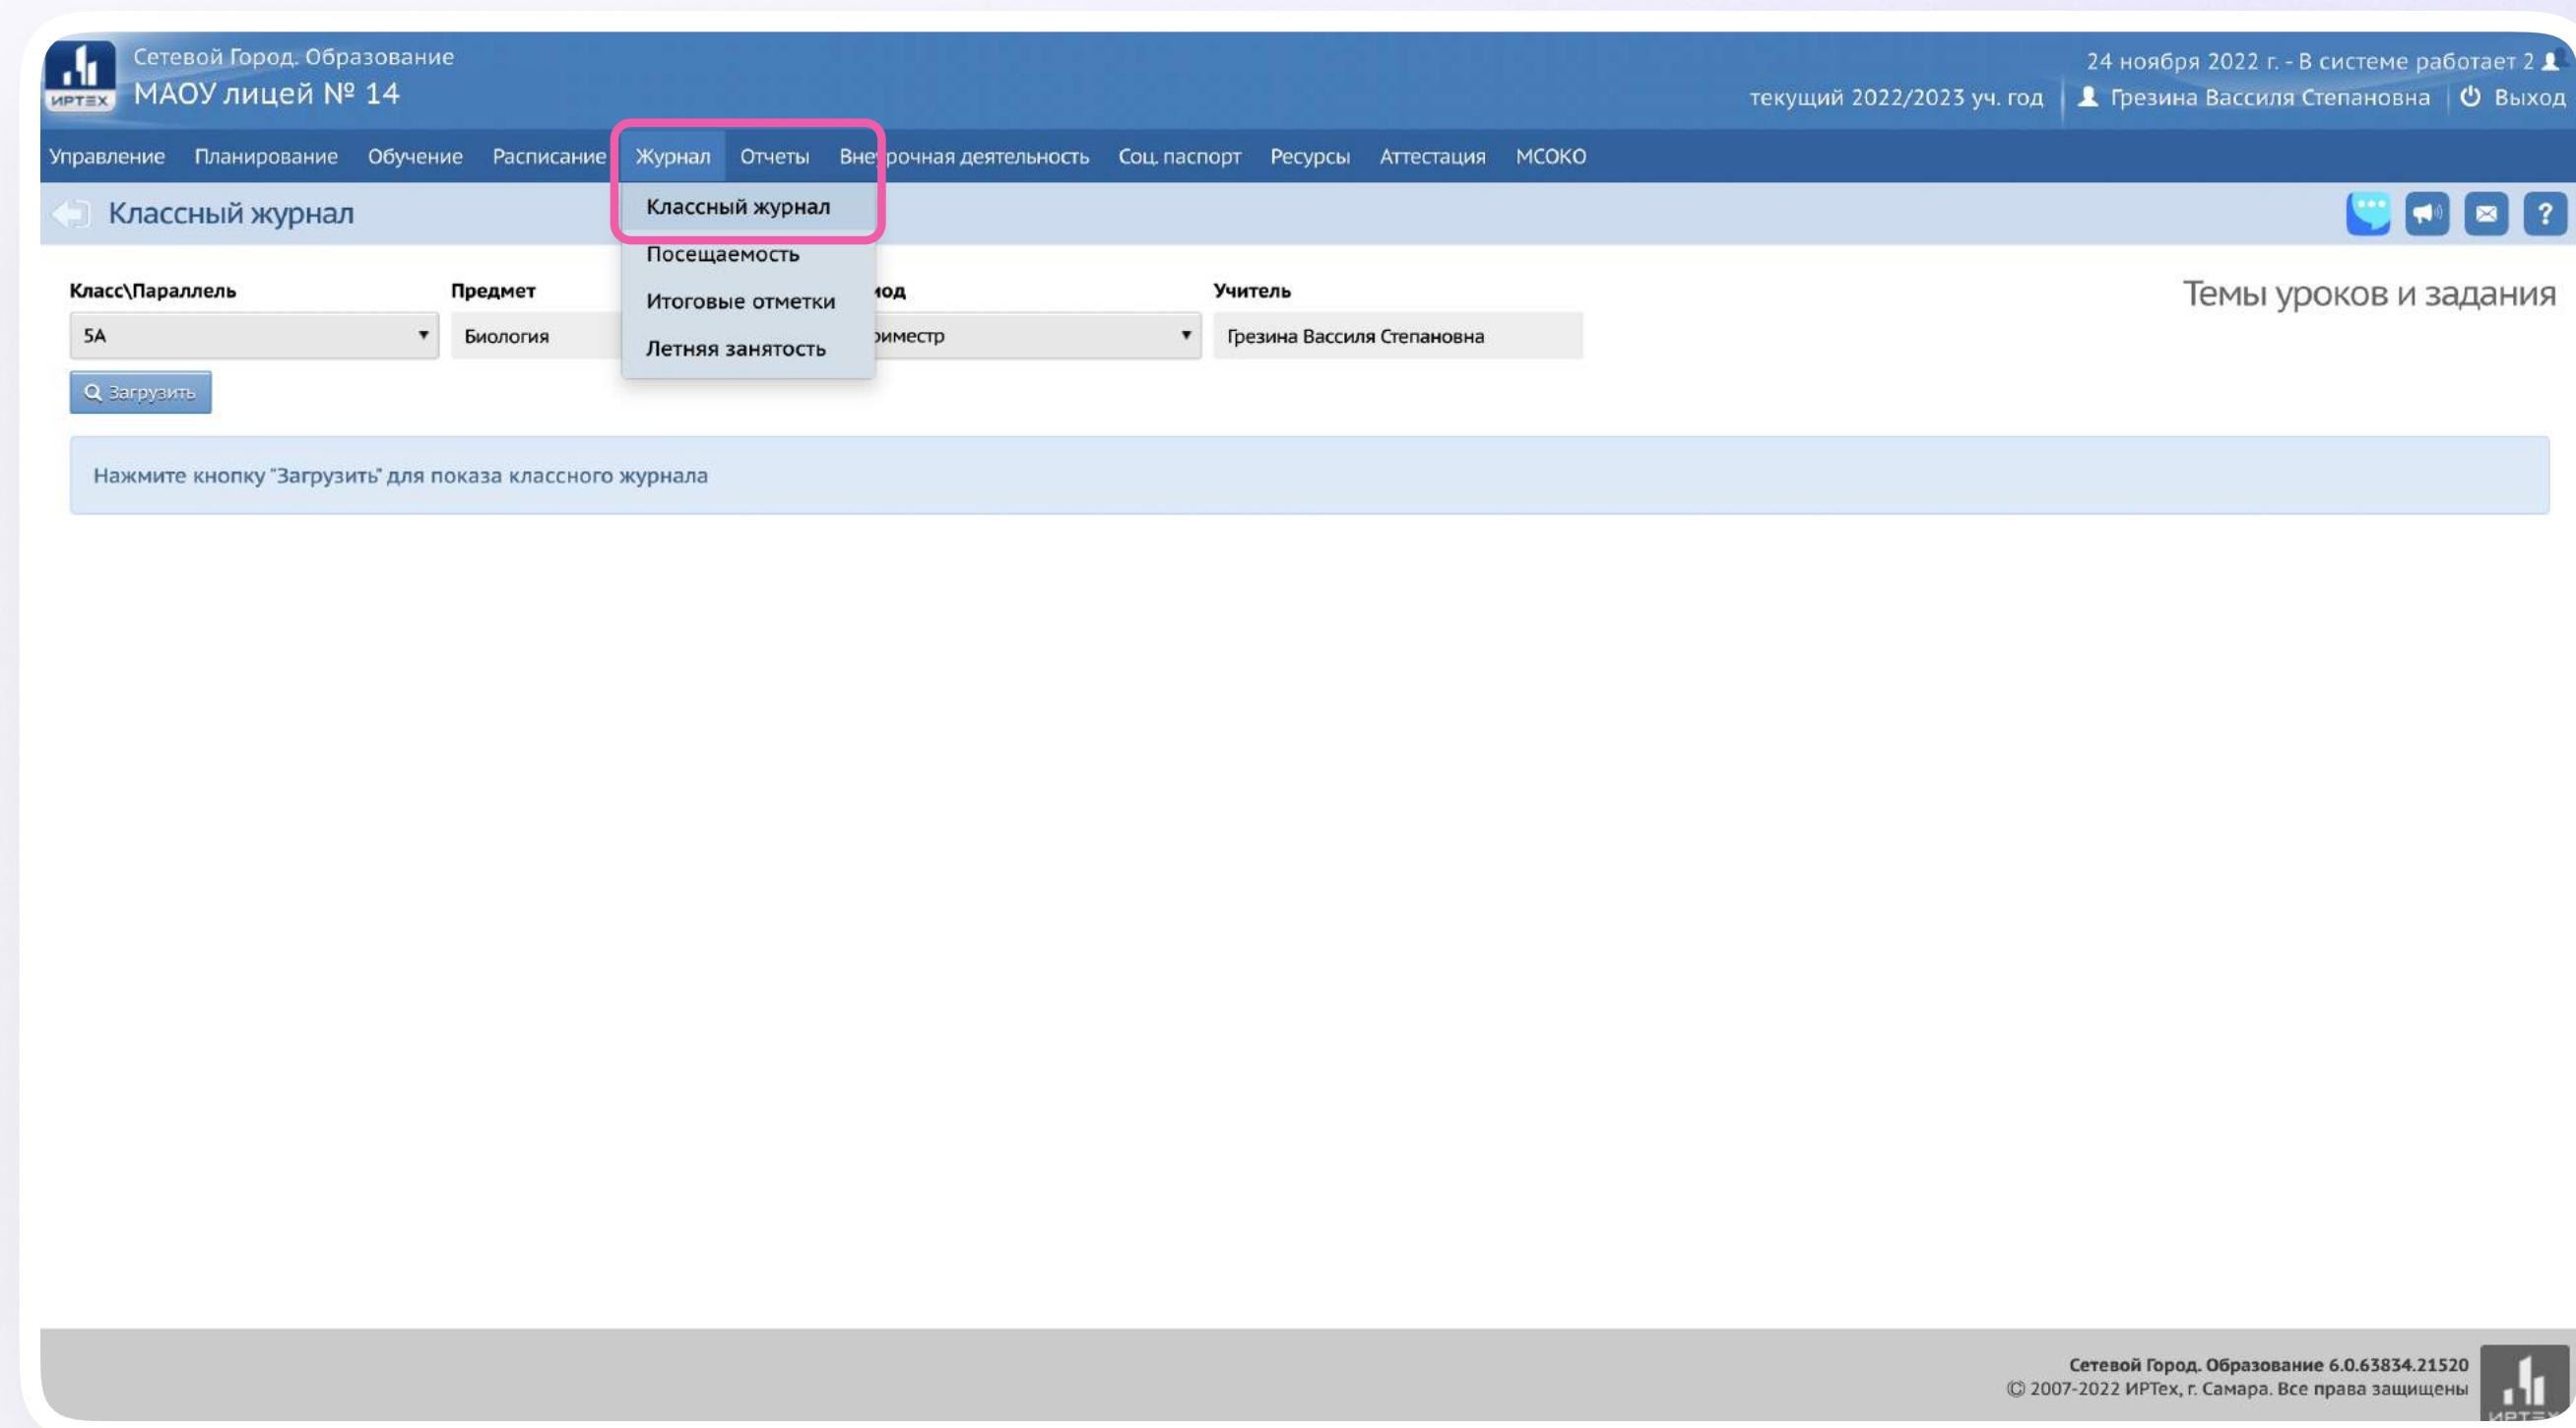 Сетевой Город. Образование
МАОУ лицей № 14
ИРТЕХ
24 ноября 2022 г. - В системе работает 2
текущий 2022/2023 уч. год Грезина Вассиля Степановна Выход
Управление Планирование Обучение Расписание Журнал Отчеты Внеурочная деятельность Соц. паспорт Ресурсы Аттестация МСОКО
Классный журнал
Классный журнал
Посещаемость
Итоговые отметки
Летняя занятость
Класс\Параллель Предмет Учитель
Темы уроков и задания
5А Биология Грезина Вассиля Степановна
Загрузить
Нажмите кнопку "Загрузить" для показа классного журнала
Сетевой Город. Образование 6.0.63834.21520
© 2007-2022 ИРТех, г. Самара. Все права защищены
ИРТЕХ